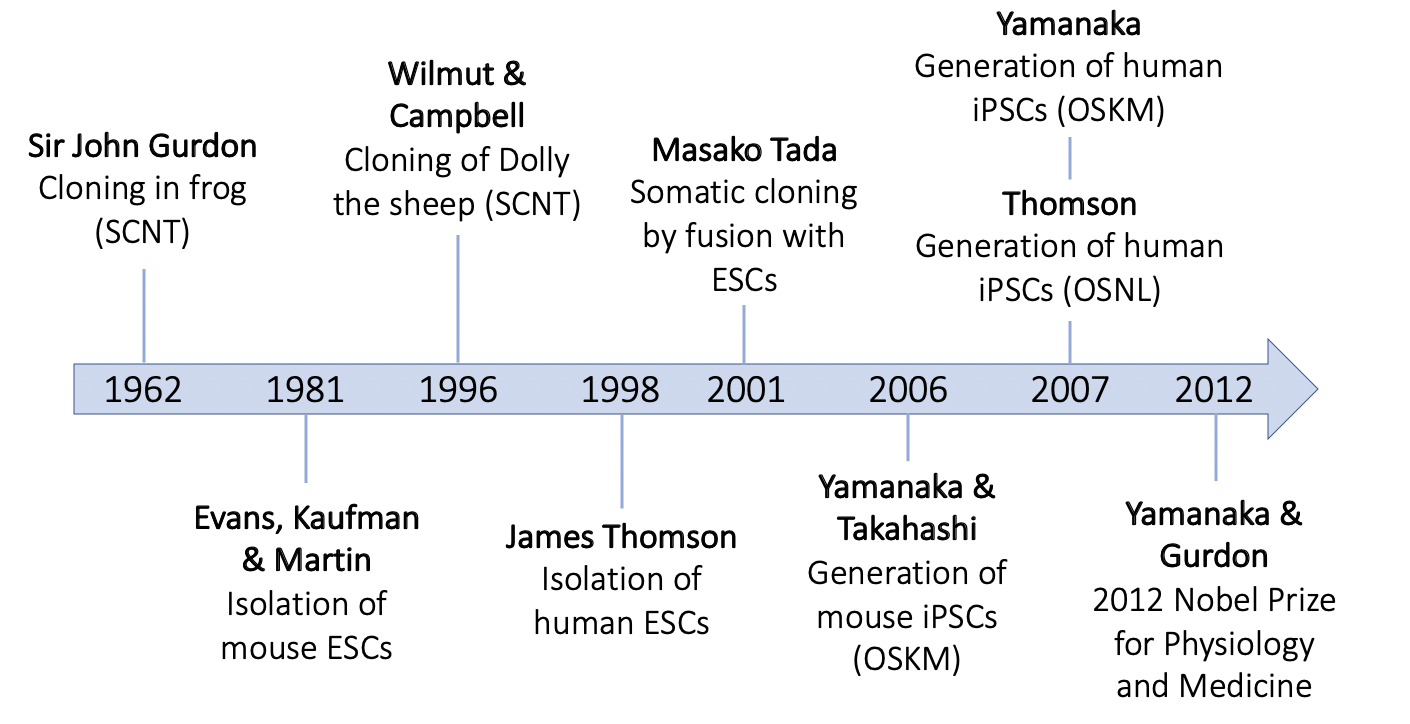 Sir John Gurdon
Cloning in frog
(SCNT)
Wilmut &
Campbell
Cloning of Dolly
the sheep (SCNT)
Masako Tada
Somatic cloning
by fusion with
ESCs
Yamanaka
Generation of human
iPSCs (OSKM)
Thomson
Generation of human
iPSCs (OSNL)
1962 1981 1996 1998 2001 2006 2007 2012
Evans, Kaufman
& Martin
Isolation of
mouse ESCs
James Thomson
Isolation of
human ESCs
Yamanaka &
Takahashi
Generation of
mouse iPSCs
(OSKM)
Yamanaka &
Gurdon
2012 Nobel Prize
for Physiology
and Medicine